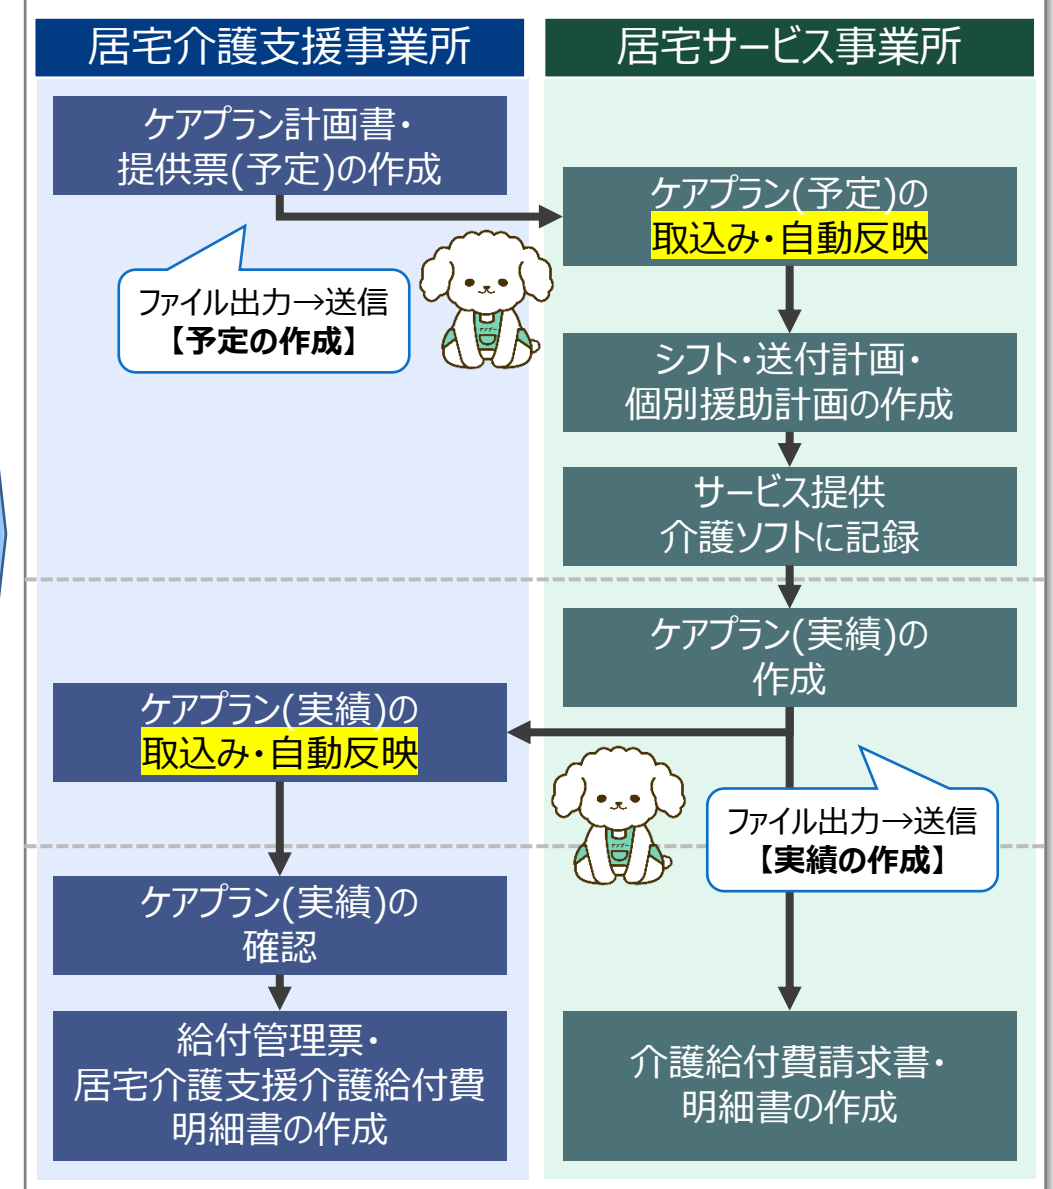 居宅介護支援事業所
居宅サービス事業所
ケアプラン計画書・
提供票(予定)の作成
ケアプラン(予定)の
取込み・自動反映
ファイル出力→送信
【予定の作成】
シフト・送付計画・
個別援助計画の作成
サービス提供
介護ソフトに記録
ケアプラン(実績)の
作成
ケアプラン(実績)の
取込み・自動反映
ファイル出力→送信
【実績の作成】
ケアプラン(実績)の
確認
給付管理票・
居宅介護支援介護給付費
明細書の作成
介護給付費請求書・
明細書の作成